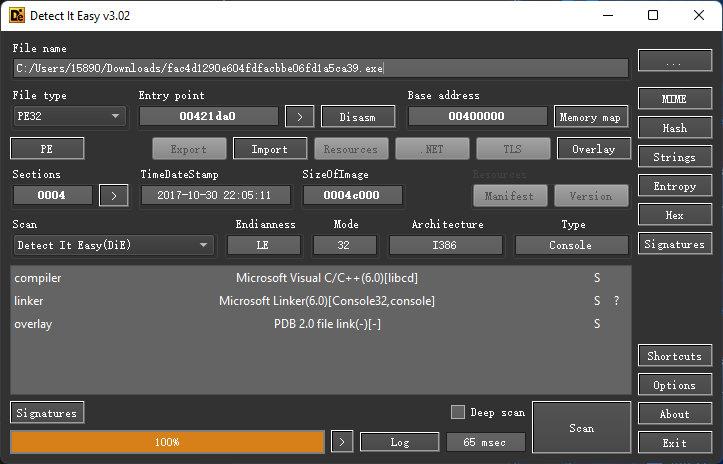 Detect It Easy v3.02
File name
C:/Users/15890/Downloads/fac4d1290e604fdfacbbe06fd1a5ca39.exe
...
File type Entry point Base address
PE32 00421da0 > Disasm 00400000 Memory map MIME
PE Export Import Resources .NET TLS Overlay Hash
Sections TimeDateStamp SizeOfImage Resources Strings
0004 > 2017-10-30 22:05:11 0004c000 Manifest Version Entropy
Scan Endianness Mode Architecture Type Hex
Detect It Easy(DiE) LE 32 I386 Console Signatures
compiler Microsoft Visual C/C++(6.0)[libcd] S
linker Microsoft Linker(6.0)[Console32,console] S ?
overlay PDB 2.0 file link(-)[-] S
Shortcuts
Options
Signatures Deep scan Scan About
100% > Log 65 msec Exit